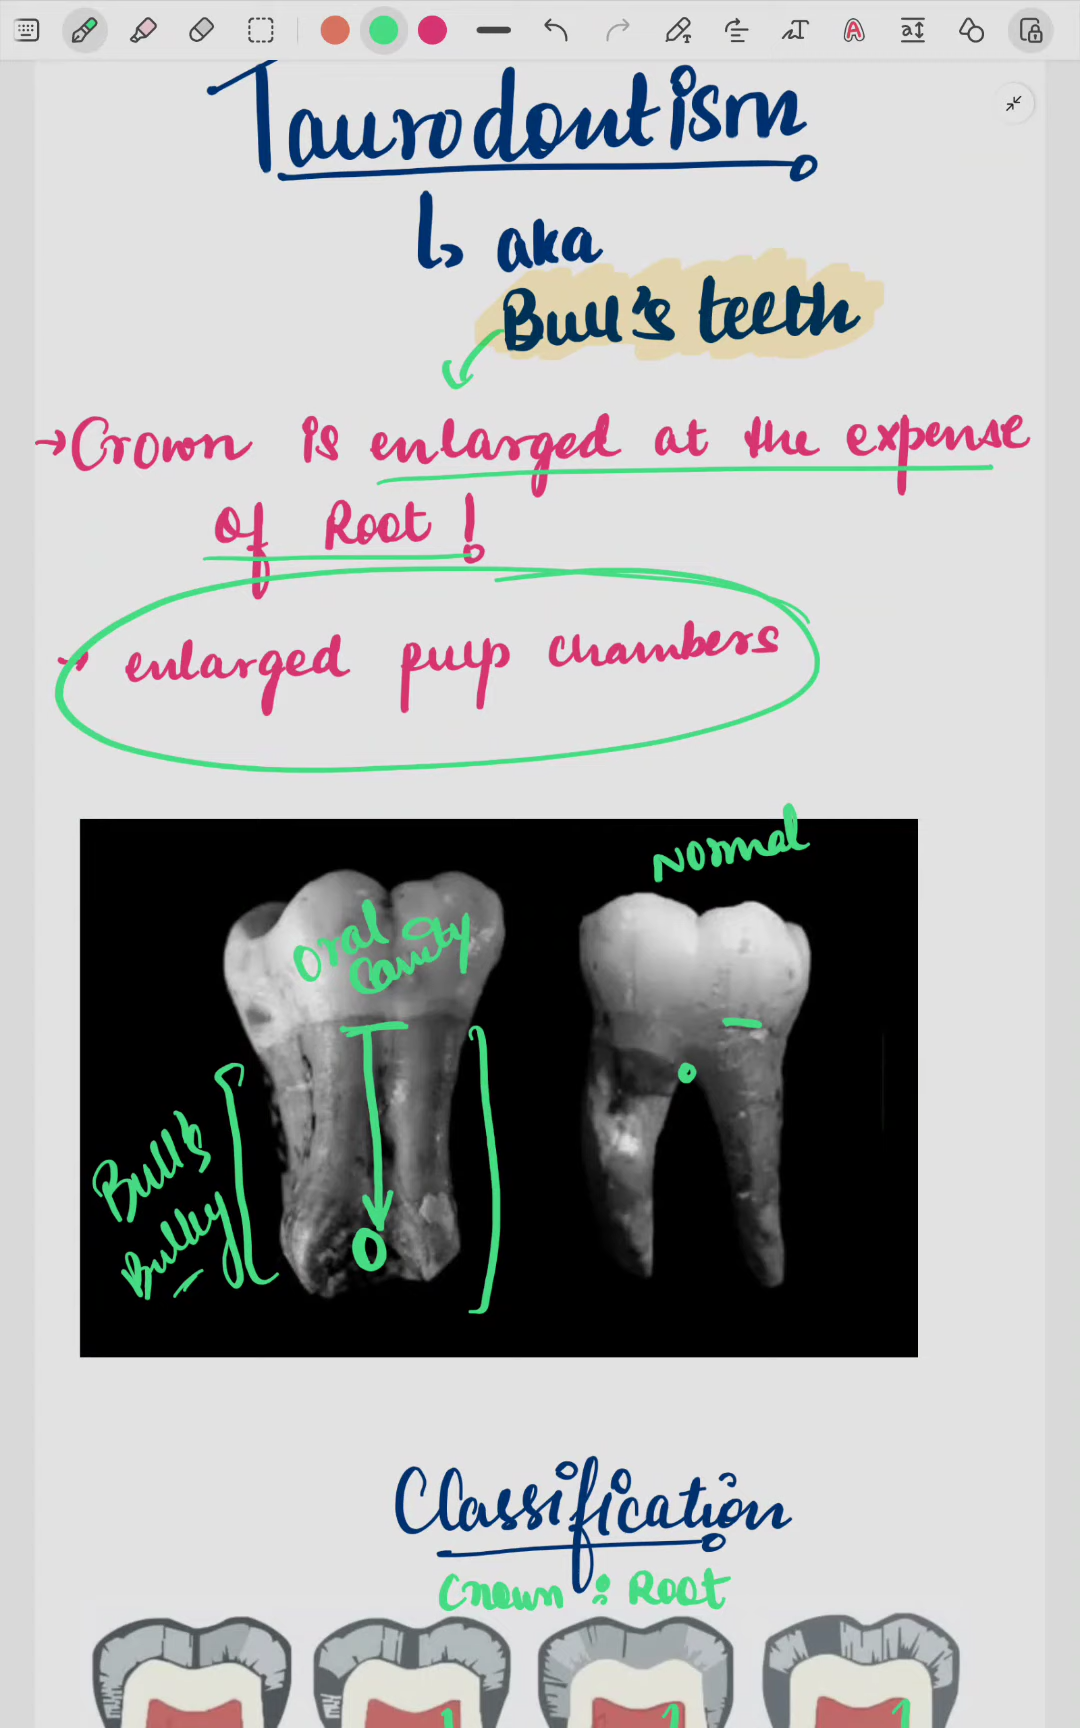 Taurodontism
↳ aka
Bull's teeth
→ Crown is enlarged at the expense
of Root!
→ enlarged pulp chambers
Normal
Oral
Cavity
Bull's
Bulky
Classification
Crown : Root